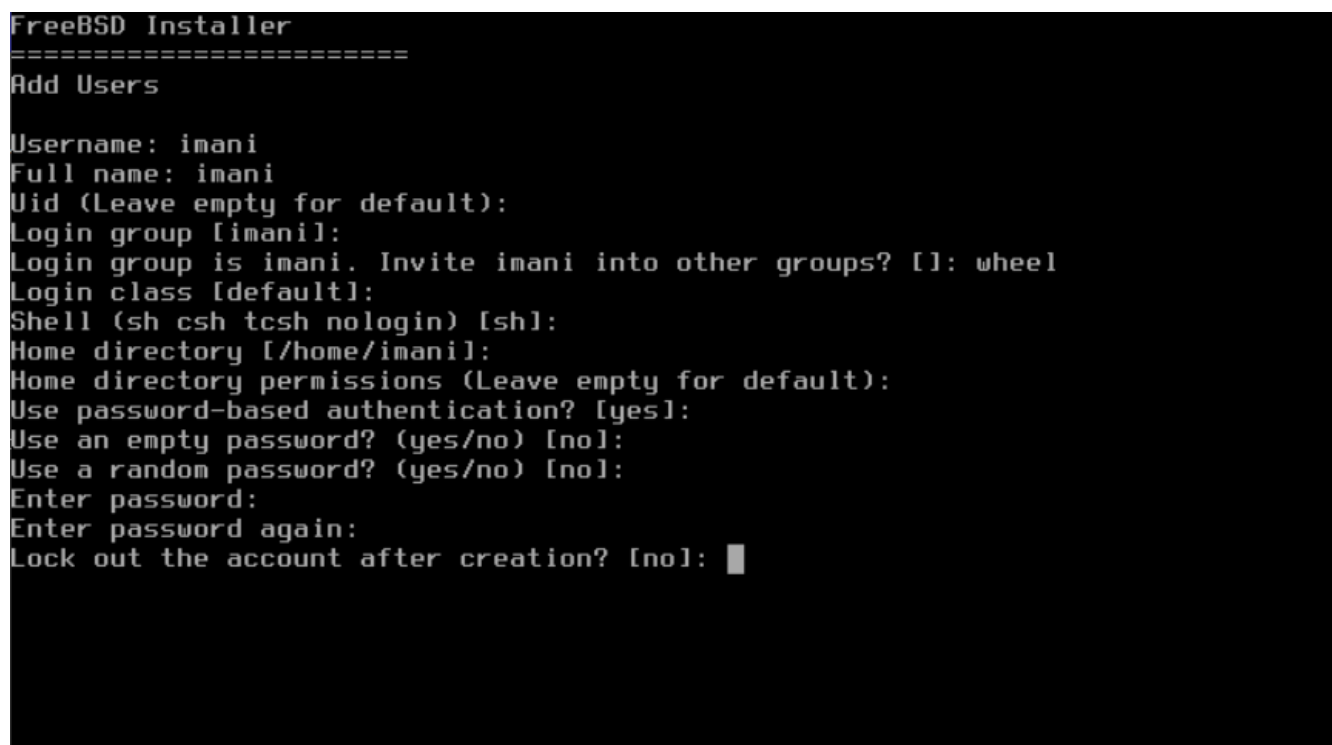 FreeBSD Installer
========================
Add Users
Username: imani
Full name: imani
Uid (Leave empty for default):
Login group [imani]:
Login group is imani. Invite imani into other groups? []: wheel
Login class [default]:
Shell (sh csh tcsh nologin) [sh]:
Home directory [/home/imani]:
Home directory permissions (Leave empty for default):
Use password-based authentication? [yes]:
Use an empty password? (yes/no) [no]:
Use a random password? (yes/no) [no]:
Enter password:
Enter password again:
Lock out the account after creation? [no]: